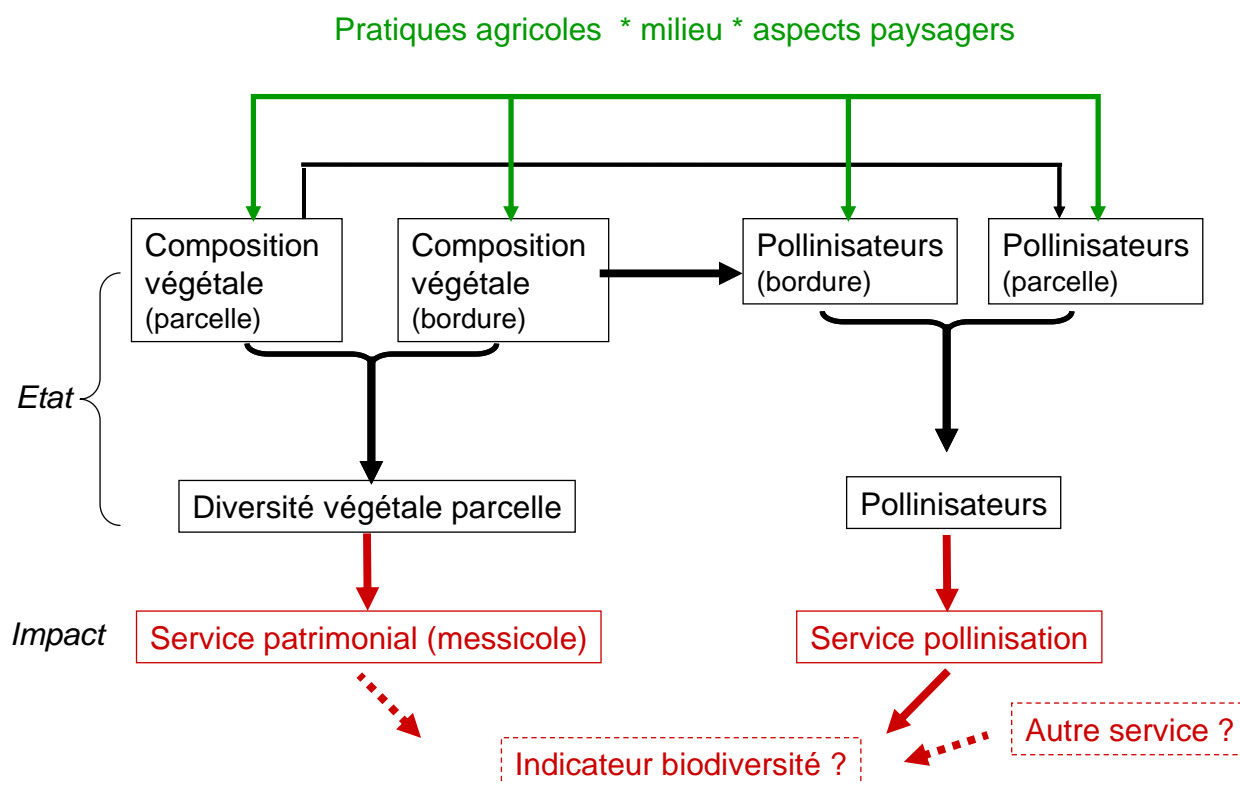 Pratiques agricoles * milieu * aspects paysagers
Composition
végétale
(parcelle)
Composition
végétale
(bordure)
Pollinisateurs
(bordure)
Pollinisateurs
(parcelle)
Etat
Diversité végétale parcelle
Pollinisateurs
Impact
Service patrimonial (messicole)
Service pollinisation
Autre service ?
Indicateur biodiversité ?